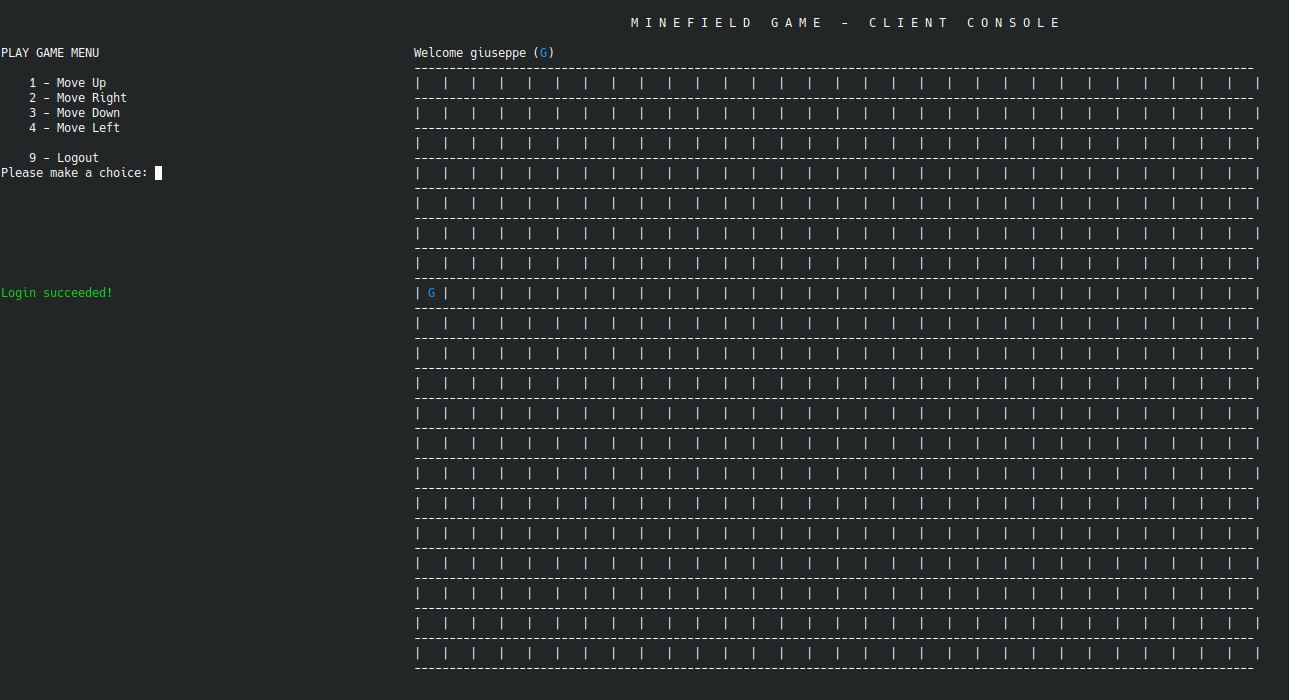 M I N E F I E L D   G A M E  -  C L I E N T   C O N S O L E
PLAY GAME MENU
Welcome giuseppe (G)
1 - Move Up
2 - Move Right
3 - Move Down
4 - Move Left
9 - Logout
Please make a choice:
Login succeeded!
G